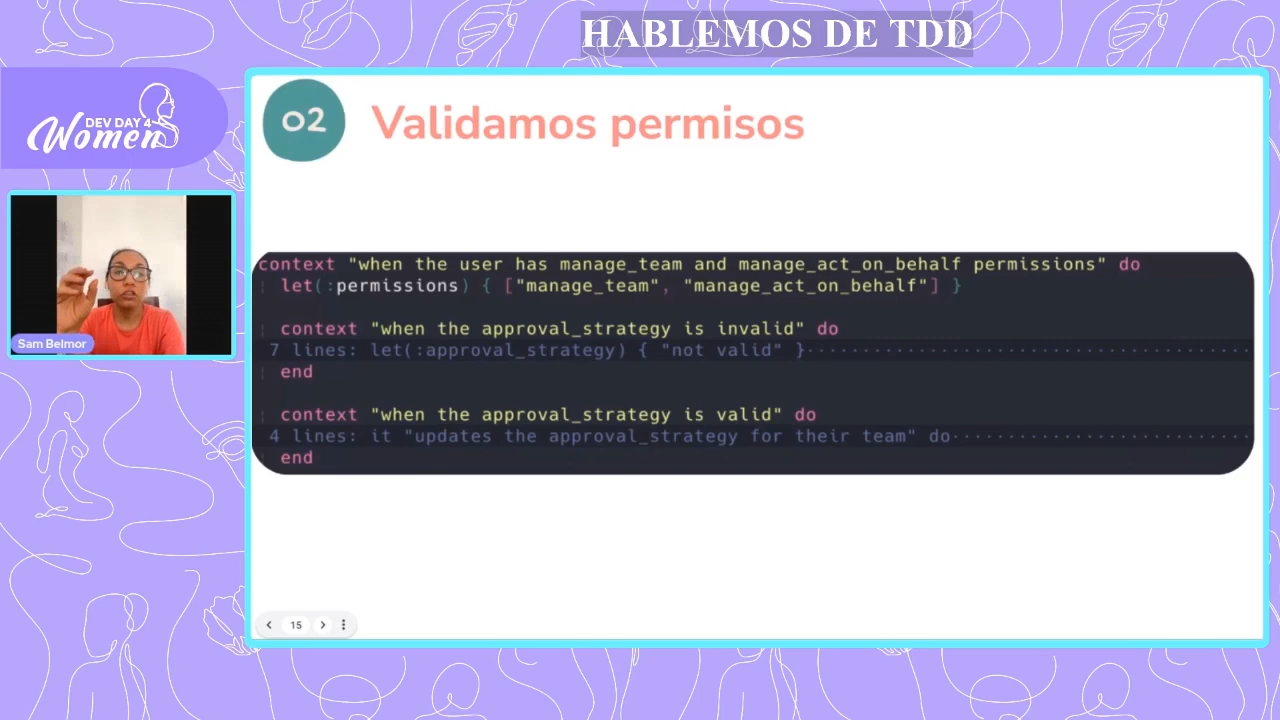 HABLEMOS DE TDD
DEV DAY 4
Women
Sam Belmor
02
Validamos permisos
context "when the user has manage_team and manage_act_on_behalf permissions" do
let(:permissions) { ["manage_team", "manage_act_on_behalf"] }
context "when the approval_strategy is invalid" do
7 lines: let(:approval_strategy) { "not valid" }
end
context "when the approval_strategy is valid" do
4 lines: it "updates the approval_strategy for their team" do
end
15